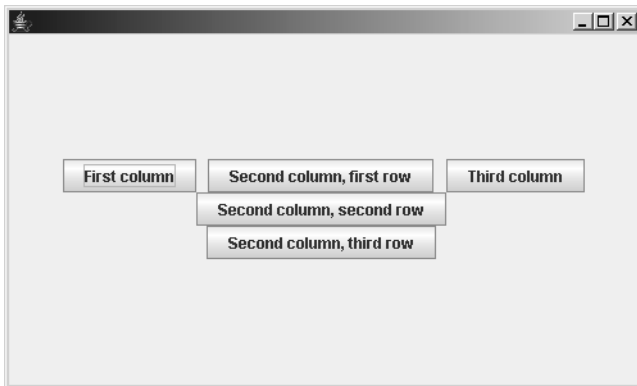 First column
Second column, first row
Third column
Second column, second row
Second column, third row